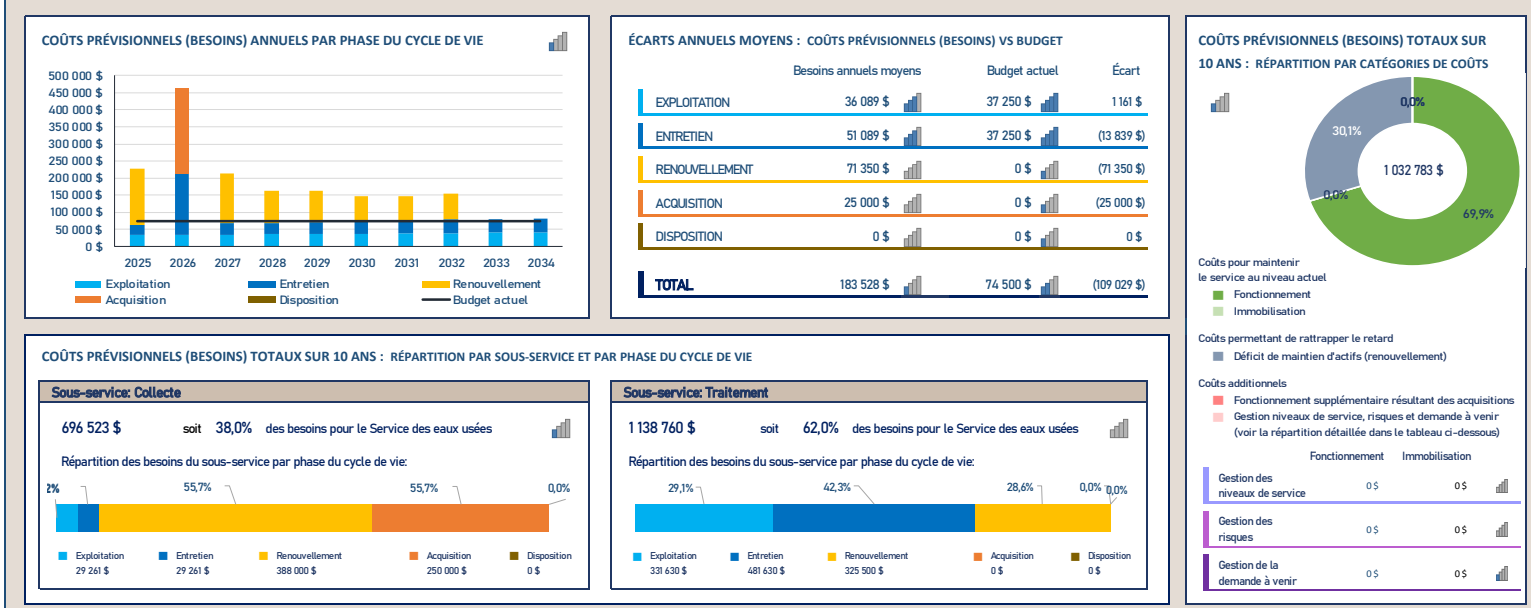 COÛTS PRÉVISIONNELS (BESOINS) ANNUELS PAR PHASE DU CYCLE DE VIE
500 000 $
450 000 $
400 000 $
350 000 $
300 000 $
250 000 $
200 000 $
150 000 $
100 000 $
50 000 $
0 $
2025 2026 2027 2028 2029 2030 2031 2032 2033 2034
Exploitation Entretien Renouvellement
Acquisition Disposition Budget actuel
ÉCARTS ANNUELS MOYENS : COÛTS PRÉVISIONNELS (BESOINS) VS BUDGET
Besoins annuels moyens Budget actuel Écart
EXPLOITATION 36 089 $ 37 250 $ 1 161 $
ENTRETIEN 51 089 $ 37 250 $ (13 839 $)
RENOUVELLEMENT 71 350 $ 0 $ (71 350 $)
ACQUISITION 25 000 $ 0 $ (25 000 $)
DISPOSITION 0 $ 0 $ 0 $
TOTAL 183 528 $ 74 500 $ (109 029 $)
COÛTS PRÉVISIONNELS (BESOINS) TOTAUX SUR
10 ANS : RÉPARTITION PAR CATÉGORIES DE COÛTS
0,0%
30,1%
1 032 783 $
0,0%
69,9%
Coûts pour maintenir
le service au niveau actuel
Fonctionnement
Immobilisation
Coûts permettant de rattrapper le retard
Déficit de maintien d'actifs (renouvellement)
Coûts additionnels
Fonctionnement supplémentaire résultant des acquisitions
Gestion niveaux de service, risques et demande à venir
(voir la répartition détaillée dans le tableau ci-dessous)
Fonctionnement Immobilisation
Gestion des
niveaux de service 0 $ 0 $
Gestion des
risques 0 $ 0 $
Gestion de la
demande à venir 0 $ 0 $
COÛTS PRÉVISIONNELS (BESOINS) TOTAUX SUR 10 ANS : RÉPARTITION PAR SOUS-SERVICE ET PAR PHASE DU CYCLE DE VIE
Sous-service: Collecte
696 523 $ soit 38,0% des besoins pour le Service des eaux usées
Répartition des besoins du sous-service par phase du cycle de vie:
2% 55,7% 55,7% 0,0%
Exploitation Entretien Renouvellement Acquisition Disposition
29 261 $ 29 261 $ 388 000 $ 250 000 $ 0 $
Sous-service: Traitement
1 138 760 $ soit 62,0% des besoins pour le Service des eaux usées
Répartition des besoins du sous-service par phase du cycle de vie:
29,1% 42,3% 28,6% 0,0% 0,0%
Exploitation Entretien Renouvellement Acquisition Disposition
331 630 $ 481 630 $ 325 500 $ 0 $ 0 $